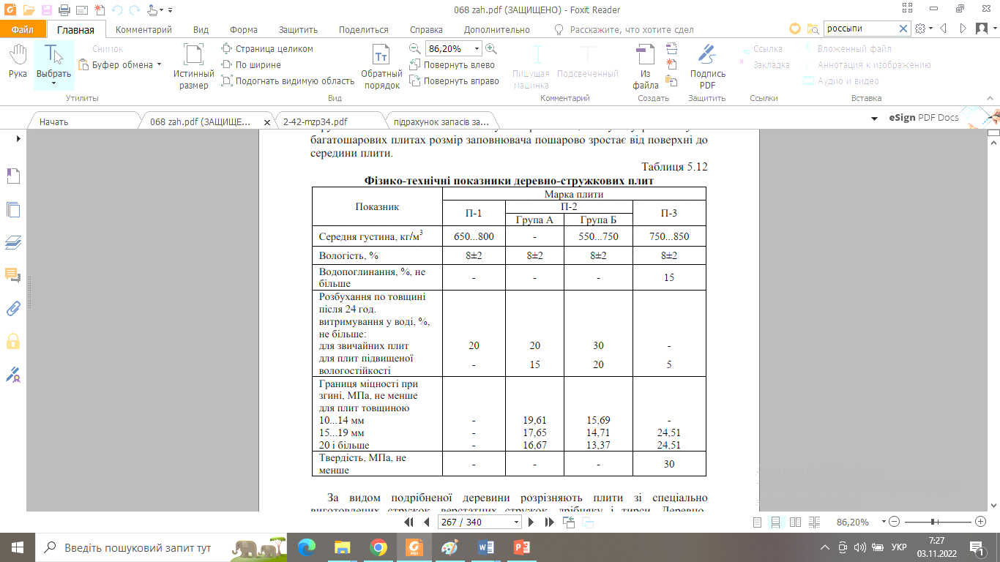 068 zah.pdf (ЗАЩИЩЕНО) - Foxit Reader
Файл Главная Комментарий Вид Форма Защитить Поделиться Справка Дополнительно Расскажите, что хотите сдел россыпи
Рука
Выбрать
Снимок
Буфер обмена
Утилиты
Истинный
размер
Страница целиком
По ширине
Подогнать видимую область
86,20%
Повернуть влево
Повернуть вправо
Обратный
порядок
Вид
Пишущая
машинка
Подсвеченный
Комментарий
Из
файла
Создать
Подпись
PDF
Защитить
Ссылка
Закладка
Ссылки
Вложенный файл
Аннотация к изображению
Аудио и видео
Вставка
Начать 068 zah.pdf (ЗАЩИЩЕ... 2-42-mzp34.pdf підрахунок запасів за... eSign PDF Docs
багатошарових плитах розмір заповнювача пошарово зростає від поверхні до
середини плити.
Таблиця 5.12
Фізико-технічні показники деревно-стружкових плит
Показник Марка плити
П-1 П-2 П-3
Група А Група Б
Середня густина, кг/м³ 650...800 - 550...750 750...850
Вологість, % 8±2 8±2 8±2 8±2
Водопоглинання, %, не
більше - - - 15
Розбухання по товщині
після 24 год.
витримування у воді, %,
не більше:
для звичайних плит 20 20 30 -
для плит підвищеної
вологостійкості - 15 20 5
Границя міцності при
згині, МПа, не менше
для плит товщиною
10...14 мм - 19,61 15,69 -
15...19 мм - 17,65 14,71 24,51
20 і більше - 16,67 13,37 24,51
Твердість, МПа, не
менше - - - 30
За видом подрібненої деревини розрізняють плити зі спеціально
виготовлених стружок, верстатних стружок, дрібняку і тирси. Деревно-
267 / 340 86,20%
Введіть пошуковий запит тут УКР 7:27
03.11.2022